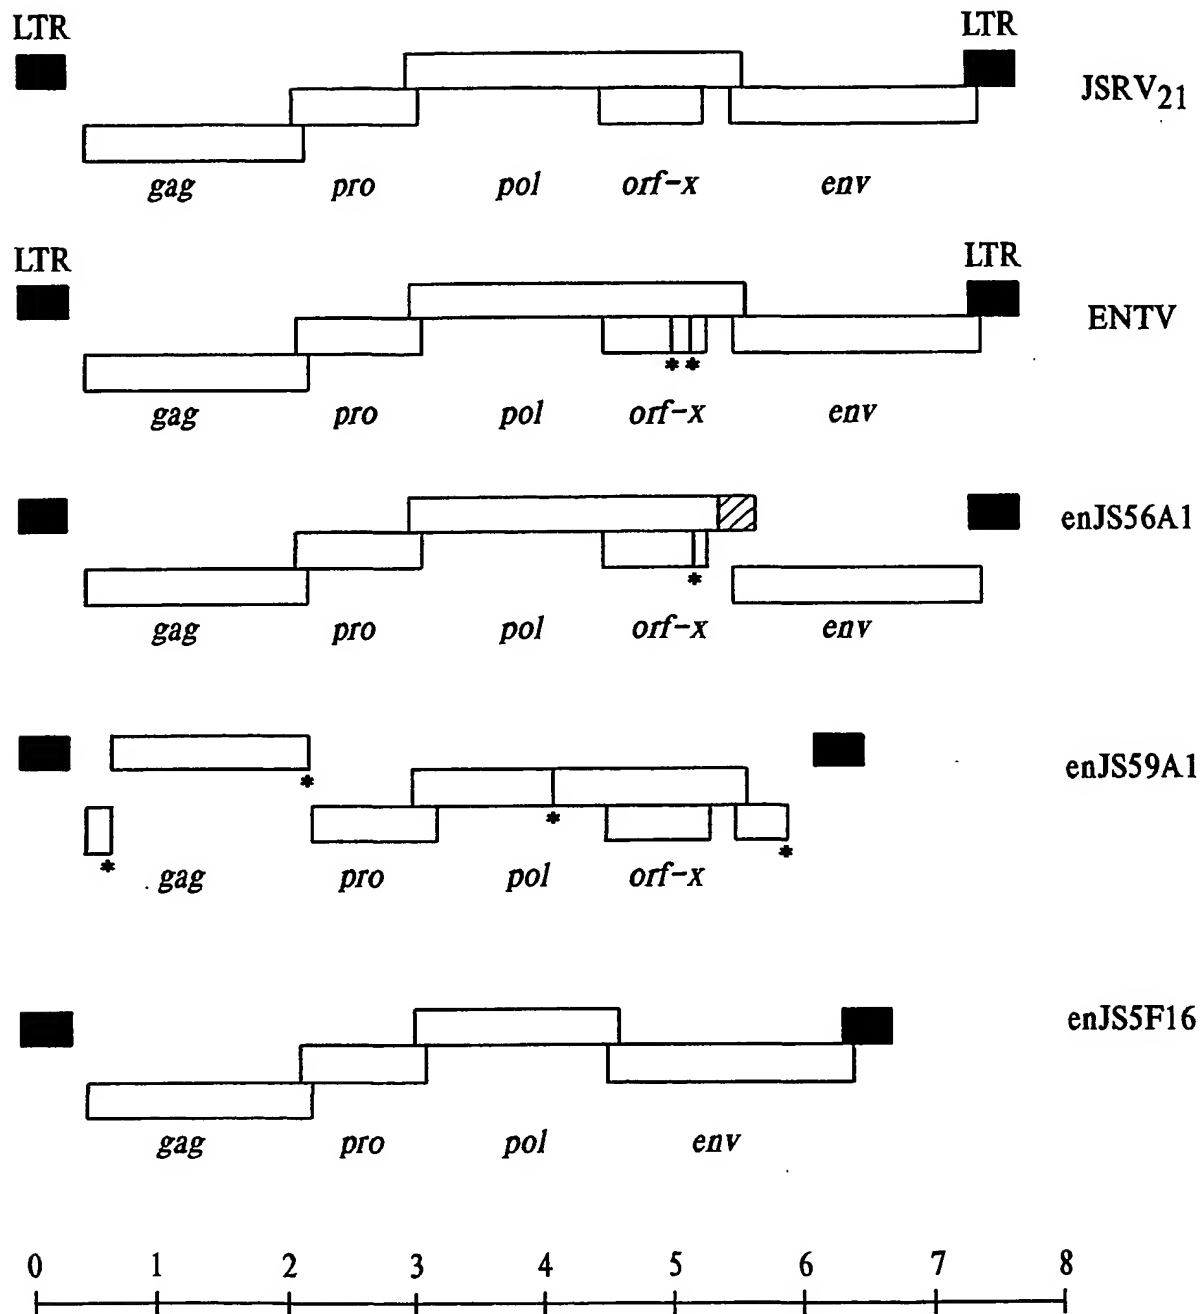 LTR LTR
JSRV21
gag pro pol orf-x env
LTR LTR
ENTV
* *
gag pro pol orf-x env
enJS56A1
*
gag pro pol orf-x env
enJS59A1
*
*
*
*
gag pro pol orf-x
enJS5F16
gag pro pol env
0 1 2 3 4 5 6 7 8